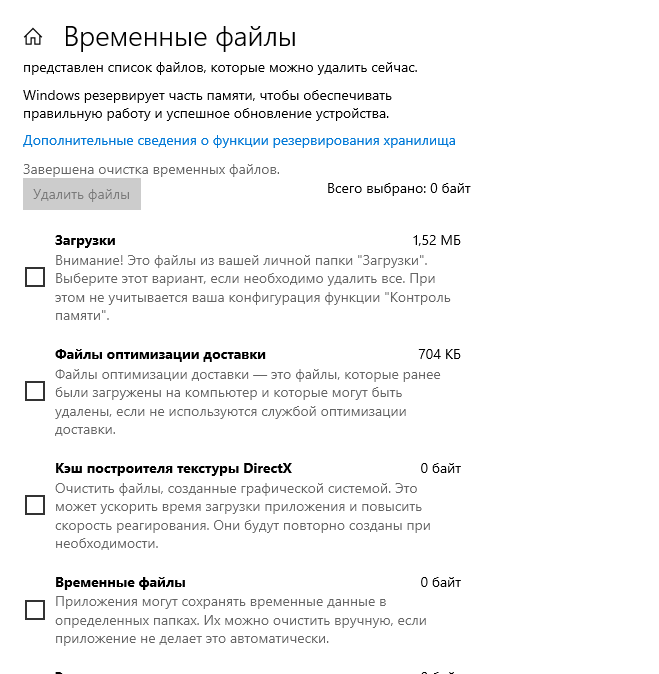 Временные файлы
представлен список файлов, которые можно удалить сейчас.
Windows резервирует часть памяти, чтобы обеспечивать
правильную работу и успешное обновление устройства.
Дополнительные сведения о функции резервирования хранилища
Завершена очистка временных файлов.
Удалить файлы
Всего выбрано: 0 байт
Загрузки 1,52 МБ
Внимание! Это файлы из вашей личной папки "Загрузки".
Выберите этот вариант, если необходимо удалить все. При
этом не учитывается ваша конфигурация функции "Контроль
памяти".
Файлы оптимизации доставки 704 КБ
Файлы оптимизации доставки — это файлы, которые ранее
были загружены на компьютер и которые могут быть
удалены, если не используются службой оптимизации
доставки.
Кэш построителя текстуры DirectX 0 байт
Очистить файлы, созданные графической системой. Это
может ускорить время загрузки приложения и повысить
скорость реагирования. Они будут повторно созданы при
необходимости.
Временные файлы 0 байт
Приложения могут сохранять временные данные в
определенных папках. Их можно очистить вручную, если
приложение не делает это автоматически.